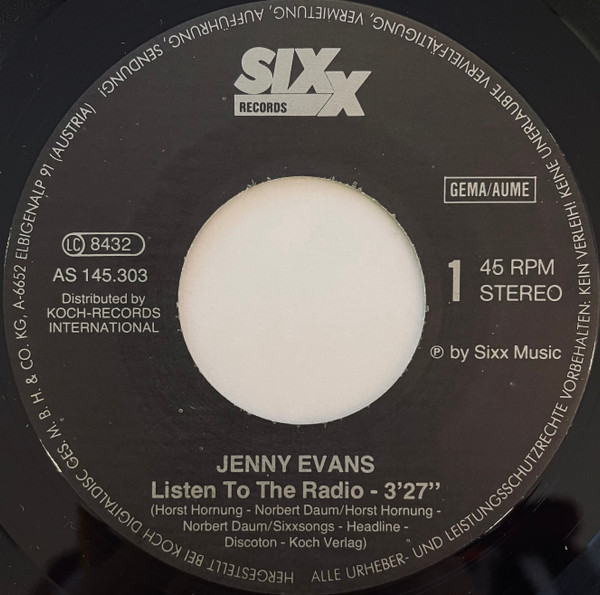 SIXX
RECORDS
GEMA/AUME
LC 8432
AS 145.303
Distributed by
KOCH-RECORDS
INTERNATIONAL
1
45 RPM
STEREO
℗ by Sixx Music
JENNY EVANS
Listen To The Radio - 3'27''
(Horst Hornung - Norbert Daum/Horst Hornung -
Norbert Daum/Sixxsongs - Headline -
Discoton - Koch Verlag)
HERGESTELLT BEI KOCH DIGITALDISC GES. M. B. H. & CO. KG, A-6652 ELBIGENALP 91 (AUSTRIA)
ALLE URHEBER- UND LEISTUNGSSCHUTZRECHTE VORBEHALTEN: KEIN VERLEIH! KEINE UNERLAUBTE VERVIELFÄLTIGUNG, VERMIETUNG, AUFFÜHRUNG, SENDUNG!